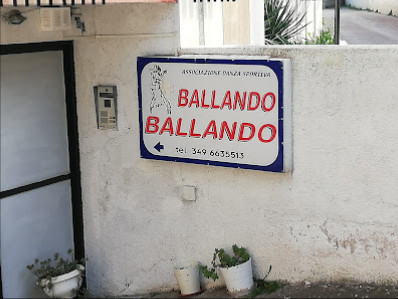 ASSOCIAZIONE DANZA SPORTIVA
BALLANDO
BALLANDO
tel. 349 6635513